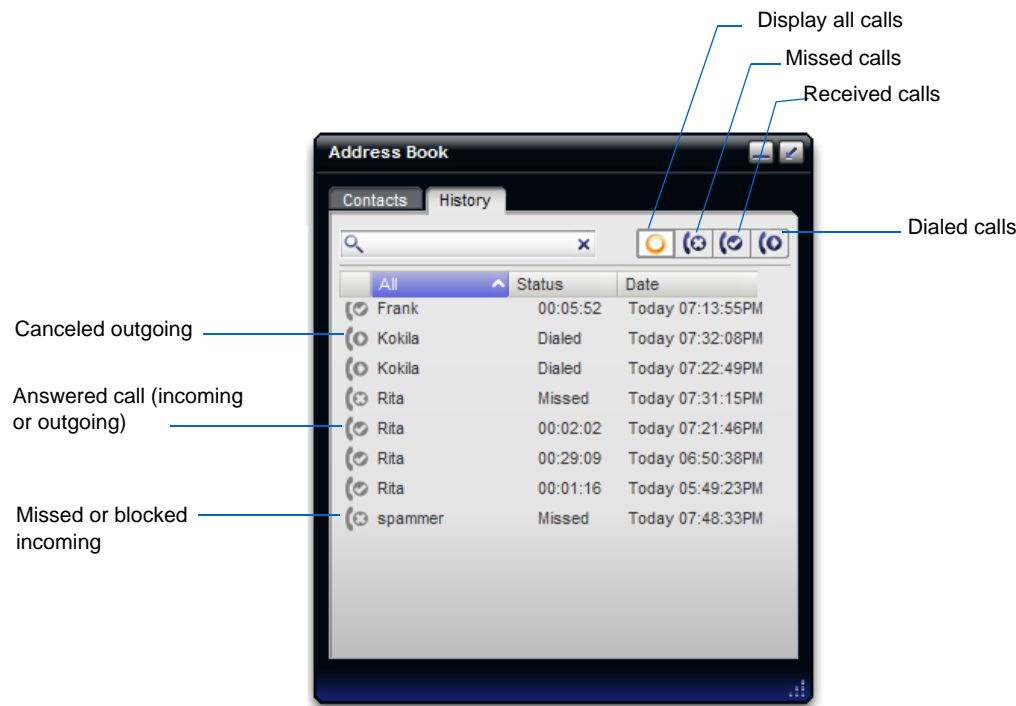 Display all calls
Missed calls
Received calls
Address Book
Contacts
History
Dialed calls
All Status Date
Frank 00:05:52 Today 07:13:55PM
Canceled outgoing
Kokila Dialed Today 07:32:08PM
Kokila Dialed Today 07:22:49PM
Answered call (incoming
or outgoing)
Rita Missed Today 07:31:15PM
Rita 00:02:02 Today 07:21:46PM
Rita 00:29:09 Today 06:50:38PM
Rita 00:01:16 Today 05:49:23PM
Missed or blocked
incoming
spammer Missed Today 07:48:33PM